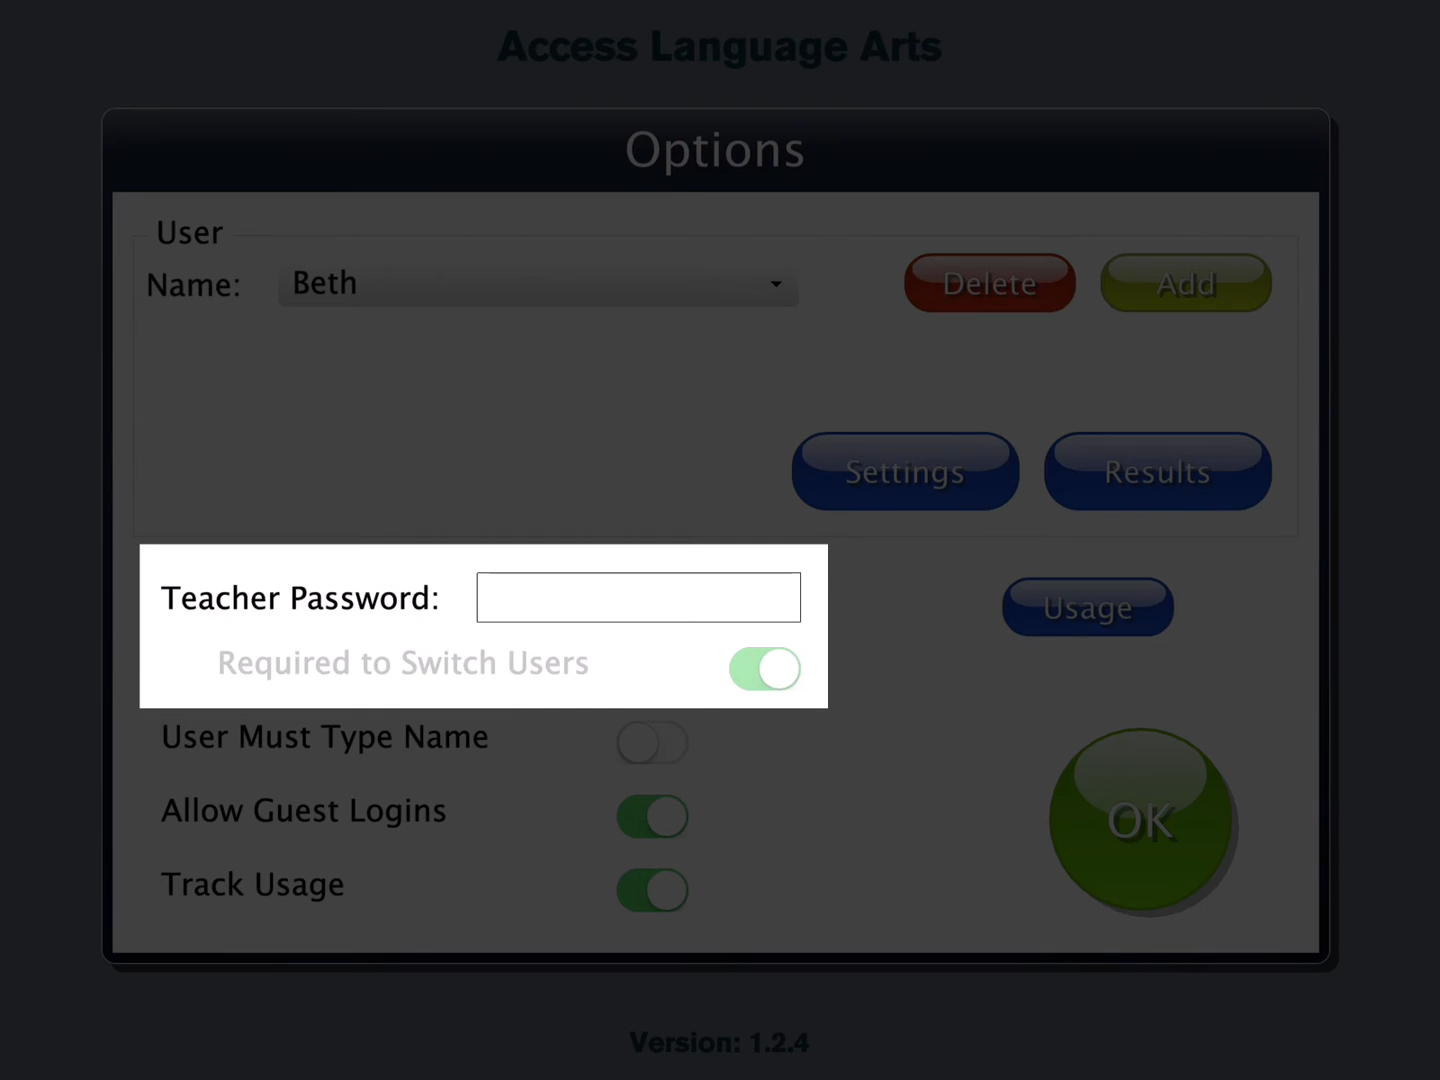 Access Language Arts
Options
User
Name: Beth Delete Add
Settings Results
Teacher Password: Usage
Required to Switch Users
User Must Type Name
Allow Guest Logins OK
Track Usage
Version: 1.2.4